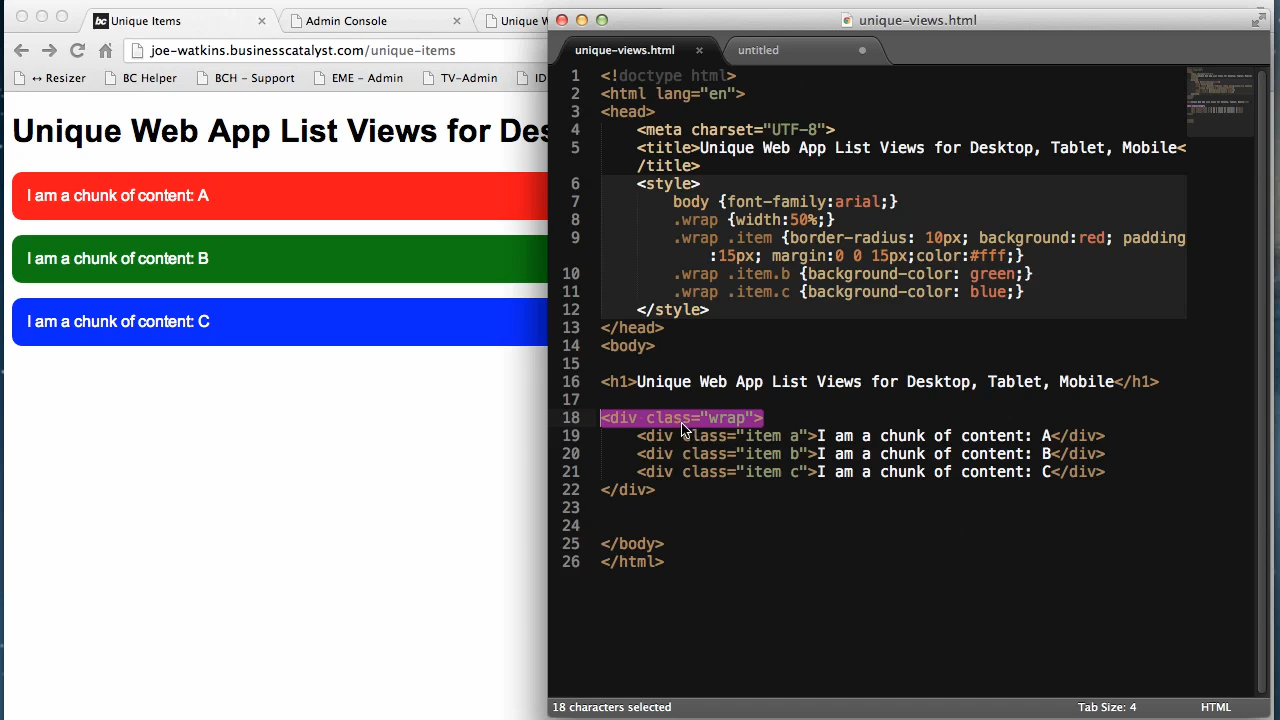 bc Unique Items ×
Admin Console ×
Unique W
joe-watkins.businesscatalyst.com/unique-items
↔ Resizer
BC Helper
BCH - Support
EME - Admin
TV-Admin
ID
Unique Web App List Views for Des
I am a chunk of content: A
I am a chunk of content: B
I am a chunk of content: C
unique-views.html
unique-views.html ×
untitled
1 <!doctype html>
2 <html lang="en">
3 <head>
4 <meta charset="UTF-8">
5 <title>Unique Web App List Views for Desktop, Tablet, Mobile<
/title>
6 <style>
7 body {font-family:arial;}
8 .wrap {width:50%;}
9 .wrap .item {border-radius: 10px; background:red; padding
:15px; margin:0 0 15px;color:#fff;}
10 .wrap .item.b {background-color: green;}
11 .wrap .item.c {background-color: blue;}
12 </style>
13 </head>
14 <body>
15
16 <h1>Unique Web App List Views for Desktop, Tablet, Mobile</h1>
17
18 <div class="wrap">
19 <div class="item a">I am a chunk of content: A</div>
20 <div class="item b">I am a chunk of content: B</div>
21 <div class="item c">I am a chunk of content: C</div>
22 </div>
23
24
25 </body>
26 </html>
18 characters selected
Tab Size: 4
HTML